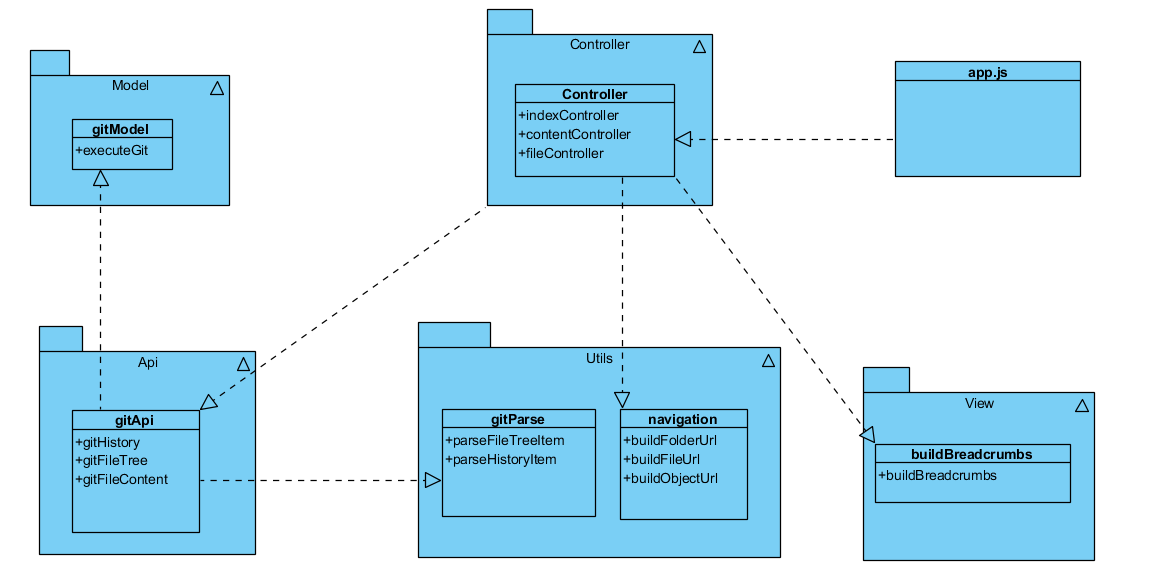 Model
gitModel
+executeGit
Controller
Controller
+indexController
+contentController
+fileController
app.js
Api
gitApi
+gitHistory
+gitFileTree
+gitFileContent
Utils
gitParse
+parseFileTreeItem
+parseHistoryItem
navigation
+buildFolderUrl
+buildFileUrl
+buildObjectUrl
View
buildBreadcrumbs
+buildBreadcrumbs